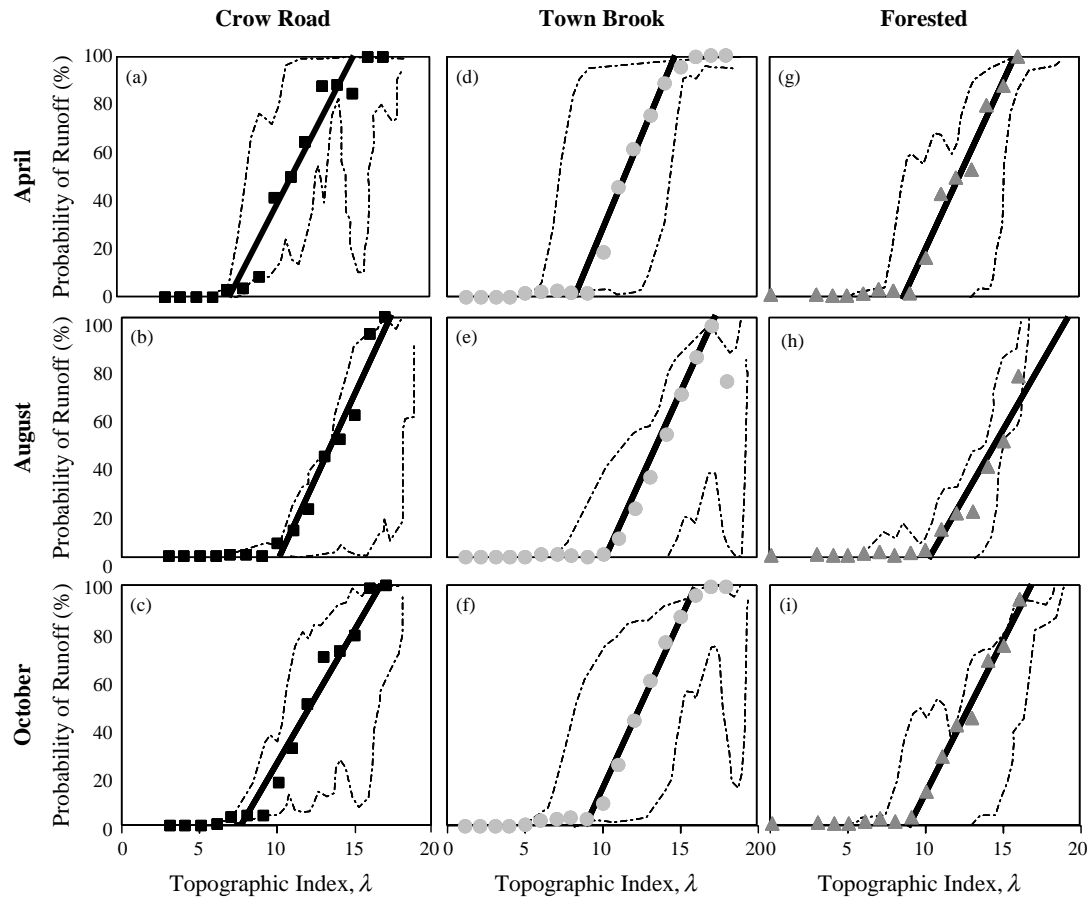 Crow Road Town Brook Forested
April
Probability of Runoff (%)
100
80
60
40
20
0
(a)
(d)
(g)
August
Probability of Runoff (%)
100
80
60
40
20
0
(b)
(e)
(h)
October
Probability of Runoff (%)
100
80
60
40
20
0
(c)
(f)
(i)
0 5 10 15 20 0 5 10 15 20 0 5 10 15 20
Topographic Index, λ Topographic Index, λ Topographic Index, λ